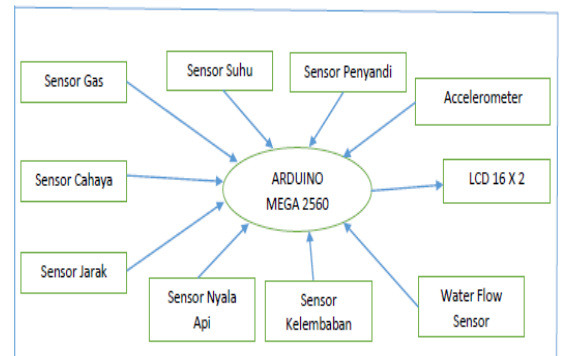 Sensor Gas
Sensor Suhu
Sensor Penyandi
Accelerometer
Sensor Cahaya
ARDUINO
MEGA 2560
LCD 16 X 2
Sensor Jarak
Sensor Nyala
Api
Sensor
Kelembaban
Water Flow
Sensor